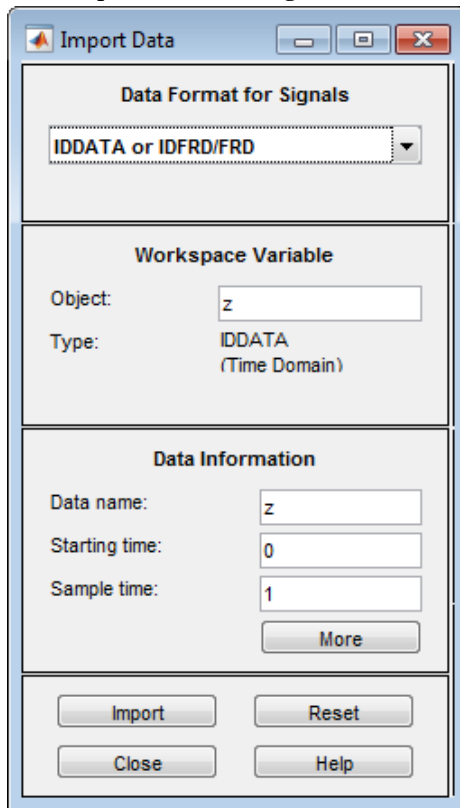 Import Data
Data Format for Signals
IDDATA or IDFRD/FRD
Workspace Variable
Object: z
Type: IDDATA
(Time Domain)
Data Information
Data name: z
Starting time: 0
Sample time: 1
More
Import Reset
Close Help